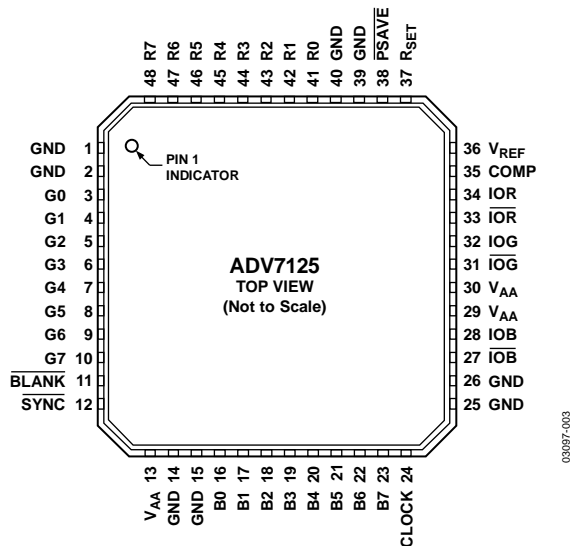 48 R7
47 R6
46 R5
45 R4
44 R3
43 R2
42 R1
41 R0
40 GND
39 GND
38 PSAVE
37 RSET
GND 1
GND 2
G0 3
G1 4
G2 5
G3 6
G4 7
G5 8
G6 9
G7 10
BLANK 11
SYNC 12
PIN 1
INDICATOR
ADV7125
TOP VIEW
(Not to Scale)
36 VREF
35 COMP
34 IOR
33 IOR
32 IOG
31 IOG
30 VAA
29 VAA
28 IOB
27 IOB
26 GND
25 GND
VAA 13
GND 14
GND 15
B0 16
B1 17
B2 18
B3 19
B4 20
B5 21
B6 22
B7 23
CLOCK 24
03097-003